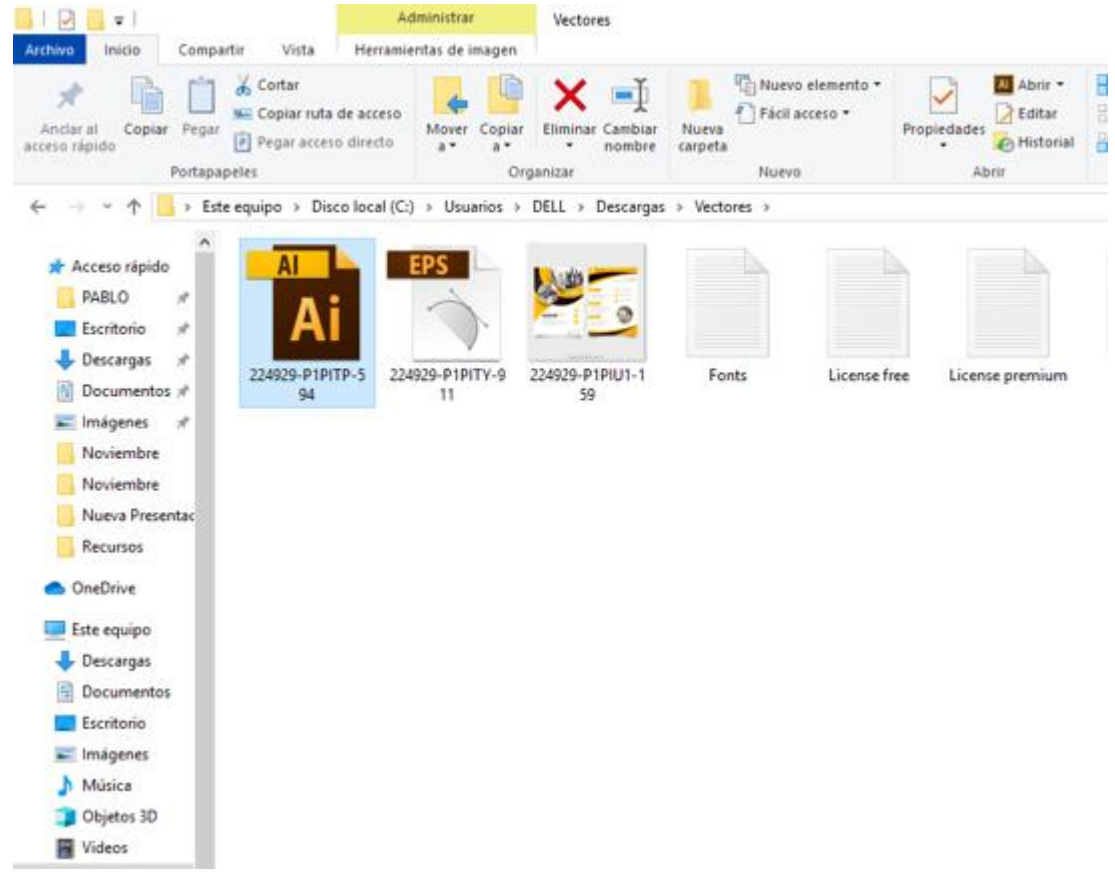 Administrar
Vectores
Archivo Inicio Compartir Vista Herramientas de imagen
Anclar al acceso rápido
Copiar
Pegar
Cortar
Copiar ruta de acceso
Pegar acceso directo
Mover a
Copiar a
Eliminar
Cambiar nombre
Nueva carpeta
Nuevo elemento
Fácil acceso
Propiedades
Abrir
Editar
Historial
Portapapeles
Organizar
Nuevo
Abrir
Este equipo > Disco local (C:) > Usuarios > DELL > Descargas > Vectores >
Acceso rápido
PABLO
Escritorio
Descargas
Documentos
Imágenes
Noviembre
Noviembre
Nueva Presentac
Recursos
OneDrive
Este equipo
Descargas
Documentos
Escritorio
Imágenes
Música
Objetos 3D
Videos
AI
Ai
224929-P1PITP-5
94
EPS
224929-P1PITY-9
11
224929-P1PIU1-1
59
Fonts
License free
License premium